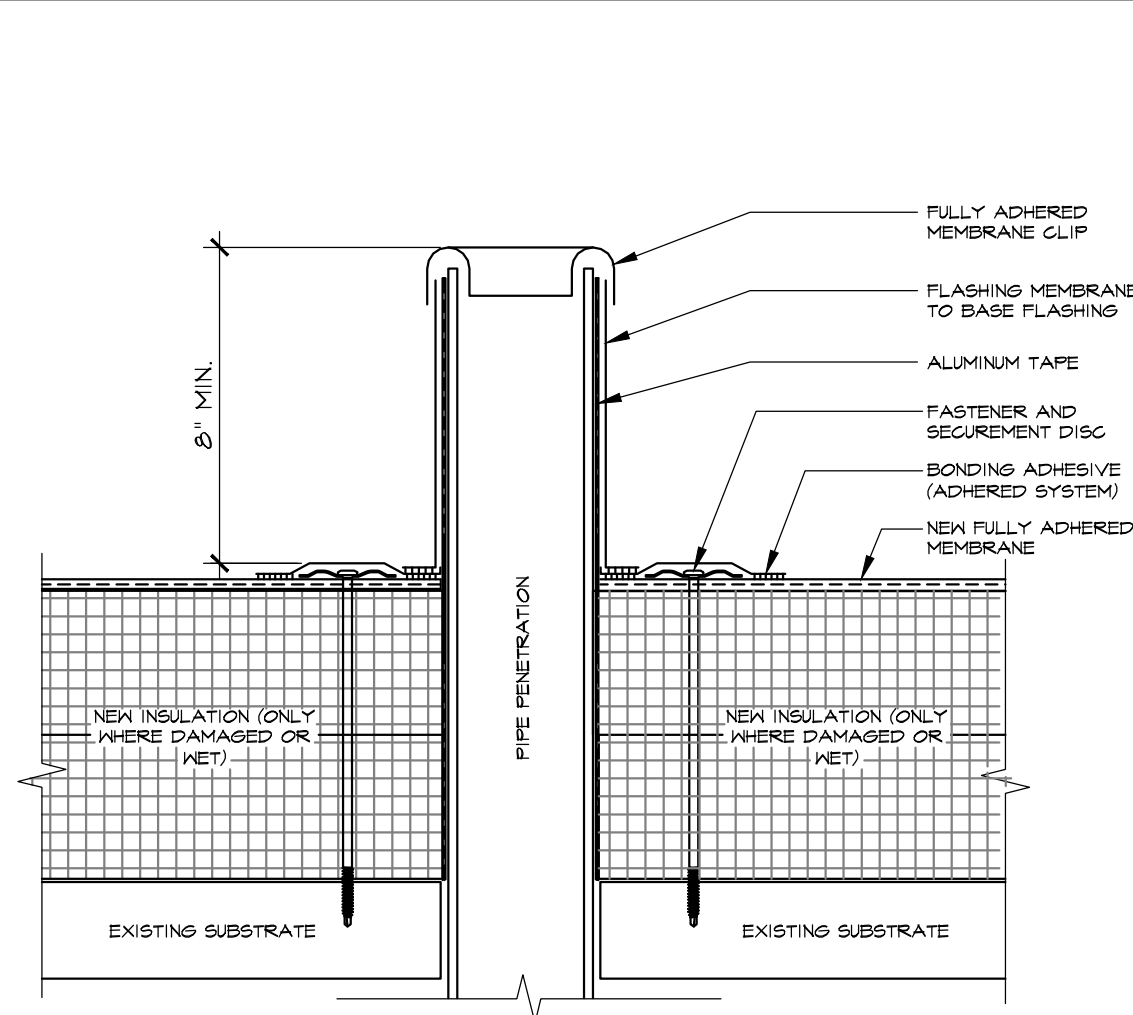 FULLY ADHERED
MEMBRANE CLIP
FLASHING MEMBRANE
TO BASE FLASHING
8" MIN.
ALUMINUM TAPE
FASTENER AND
SECUREMENT DISC
BONDING ADHESIVE
(ADHERED SYSTEM)
NEW FULLY ADHERED
MEMBRANE
PIPE PENETRATION
NEW INSULATION (ONLY
WHERE DAMAGED OR
WET)
NEW INSULATION (ONLY
WHERE DAMAGED OR
WET)
EXISTING SUBSTRATE
EXISTING SUBSTRATE